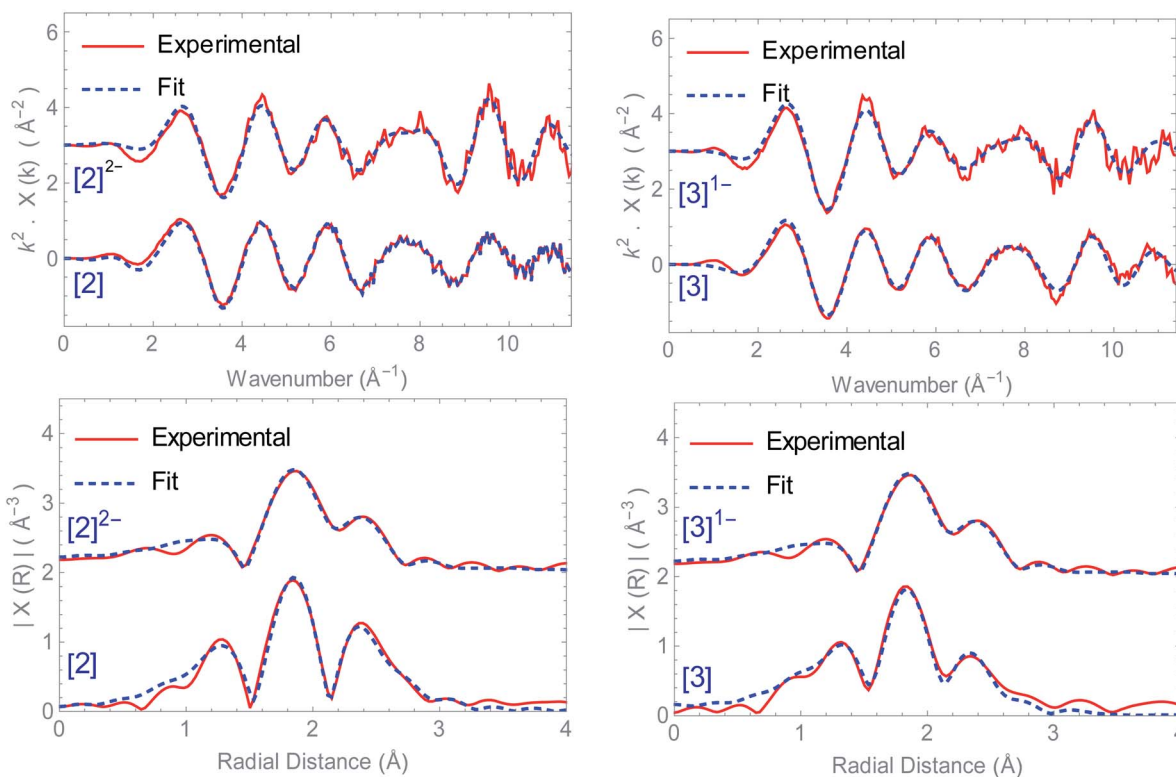 6
4
2
0
k² . X (k) ( Å⁻²)
Experimental
Fit
[2]²⁻
[2]
0 2 4 6 8 10
Wavenumber (Å⁻¹)
6
4
2
0
k² . X (k) (Å⁻²
Experimental
Fit
[3]¹⁻
[3]
0 2 4 6 8 10
Wavenumber (Å⁻¹)
4
3
2
1
0
| X (R) | ( Å⁻³)
Experimental
Fit
[2]²⁻
[2]
0 1 2 3 4
Radial Distance (Å)
4
3
2
1
0
| X (R) | ( Å⁻³)
Experimental
Fit
[3]¹⁻
[3]
0 1 2 3 4
Radial Distance (Å)